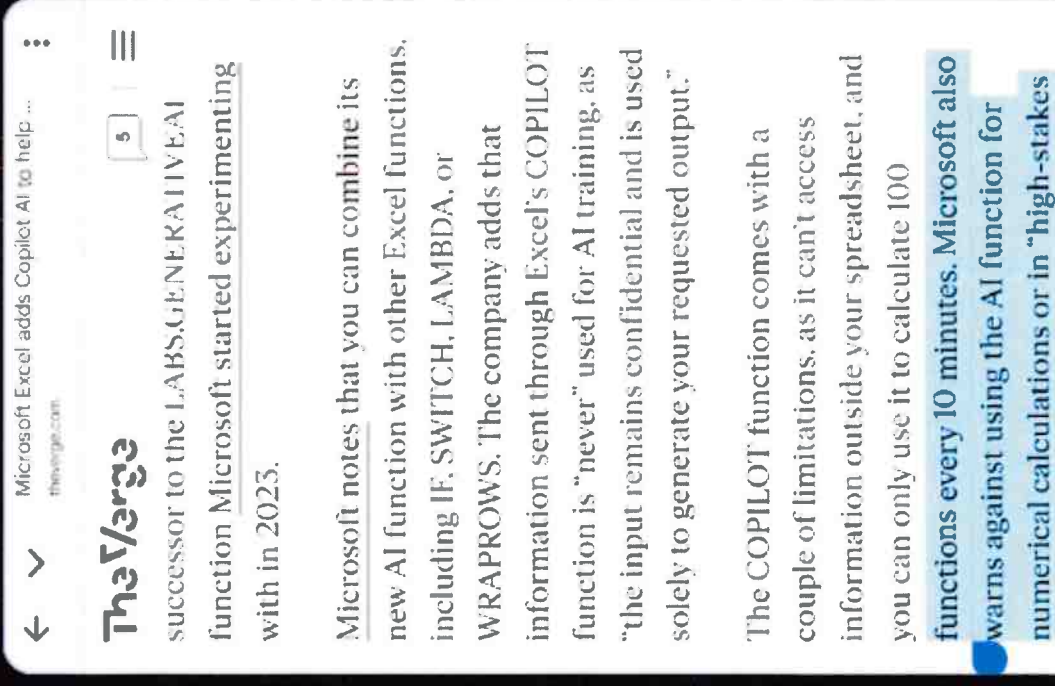 Microsoft Excel adds Copilot AI to help ...
theverge.com
TheVerge
5
successor to the LABS.GENERATIVEAI
function Microsoft started experimenting
with in 2023.
Microsoft notes that you can combine its
new AI function with other Excel functions,
including IF, SWITCH, LAMBDA, or
WRAPROWS. The company adds that
information sent through Excel's COPILOT
function is "never" used for AI training, as
"the input remains confidential and is used
solely to generate your requested output."
The COPILOT function comes with a
couple of limitations, as it can't access
information outside your spreadsheet, and
you can only use it to calculate 100
functions every 10 minutes. Microsoft also
warns against using the AI function for
numerical calculations or in "high-stakes